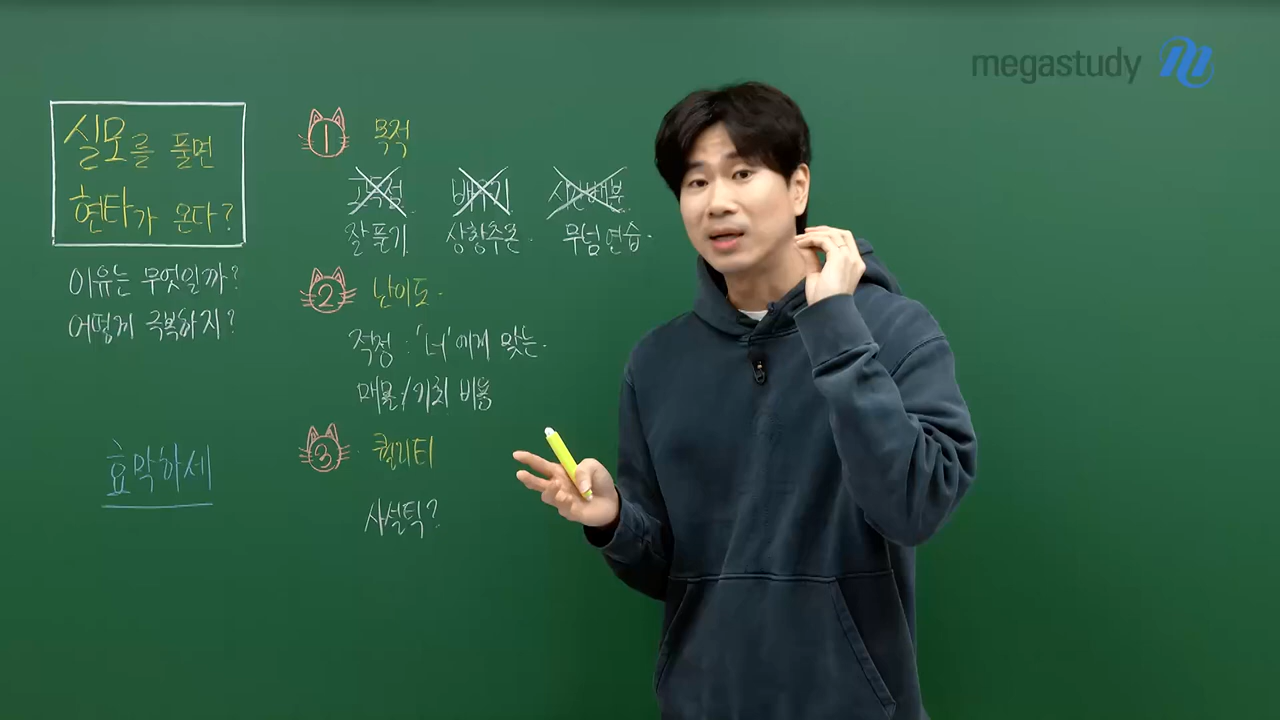 megastudy
실모를 풀면
현타가 온다?
이유는 무엇일까?
어떻게 극복하지?
효막하세
1 목적
고득점. 배우기 시간배분.
잘풀기 상황추론. 무념연습.
2 난이도.
적정 : '너'에게 맞는.
매몰/기회 비용
3 퀄리티
사설틱?